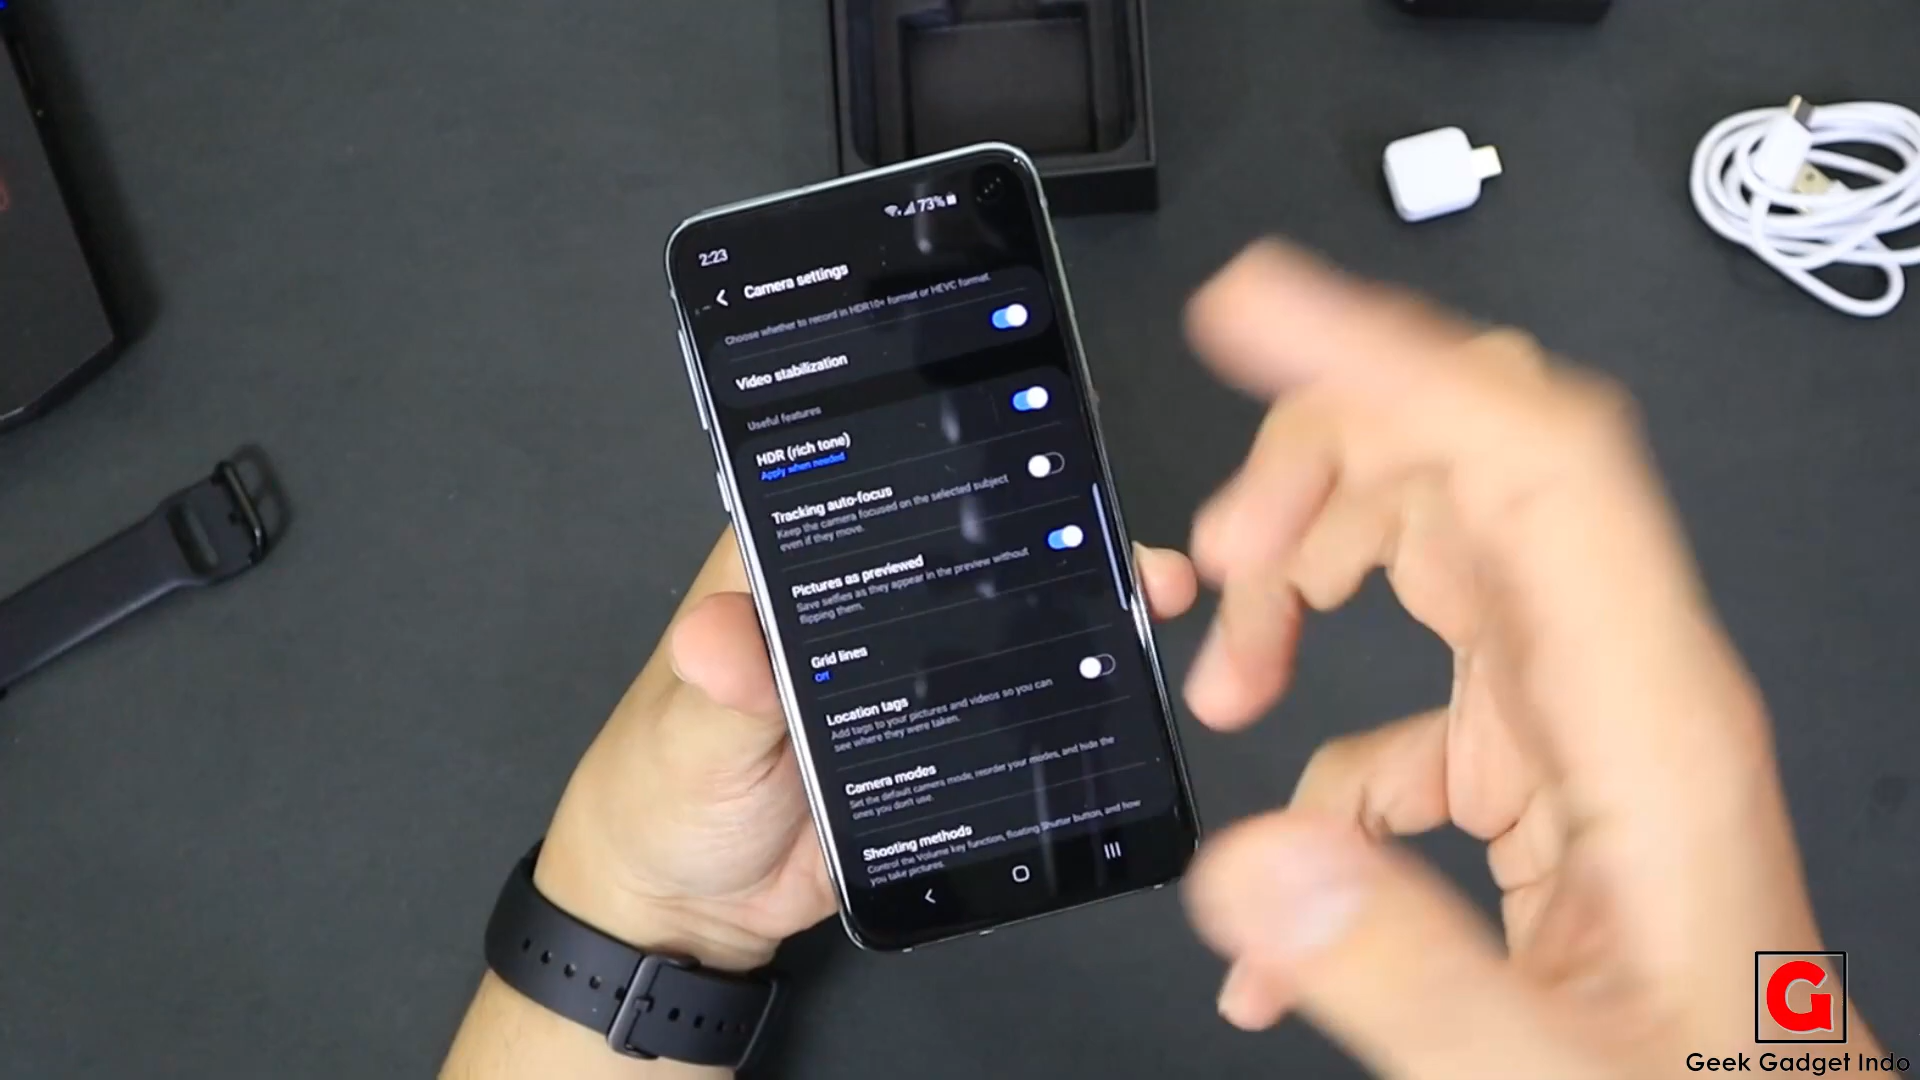 2:23
73%
Camera settings
Choose whether to record in HDR10+ format or HEVC format.
Video stabilization
Useful features
HDR (rich tone)
Apply when needed
Tracking auto-focus
Keep the camera focused on the selected subject
even if they move.
Pictures as previewed
Save selfies as they appear in the preview without
flipping them.
Grid lines
Off
Location tags
Add tags to your pictures and videos so you can
see where they were taken.
Camera modes
Set the default camera mode, reorder your modes, and hide the
ones you don't use.
Shooting methods
Control the Volume key function, floating Shutter button, and how
you take pictures.
G
Geek Gadget Indo